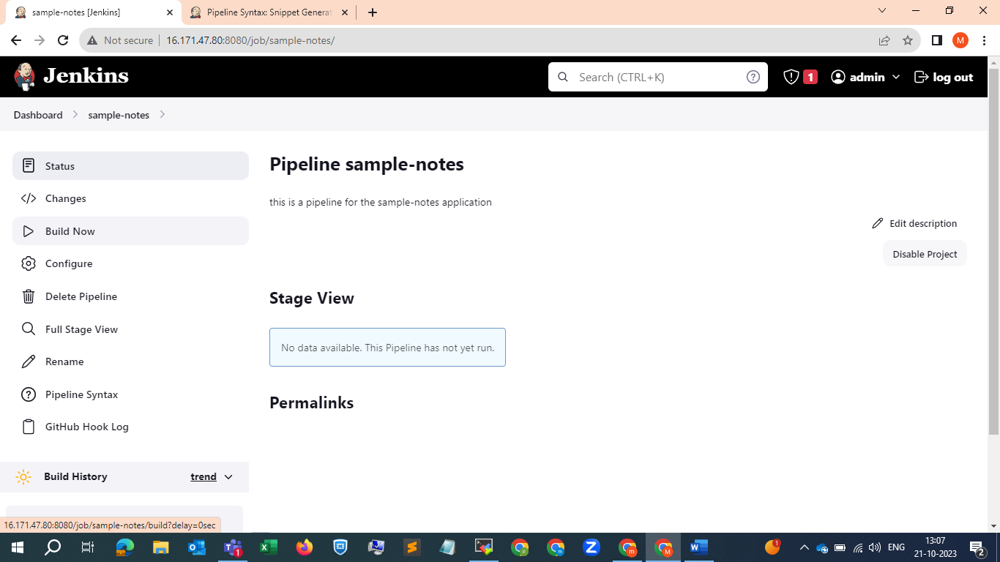 sample-notes [Jenkins]
Pipeline Syntax: Snippet Generat
Not secure
16.171.47.80:8080/job/sample-notes/
M
Jenkins
Search (CTRL+K)
1
admin
log out
Dashboard
sample-notes
Status
Changes
Build Now
Configure
Delete Pipeline
Full Stage View
Rename
Pipeline Syntax
GitHub Hook Log
Build History
trend
Pipeline sample-notes
this is a pipeline for the sample-notes application
Edit description
Disable Project
Stage View
No data available. This Pipeline has not yet run.
Permalinks
16.171.47.80:8080/job/sample-notes/build?delay=0sec
ENG
13:07
21-10-2023
2